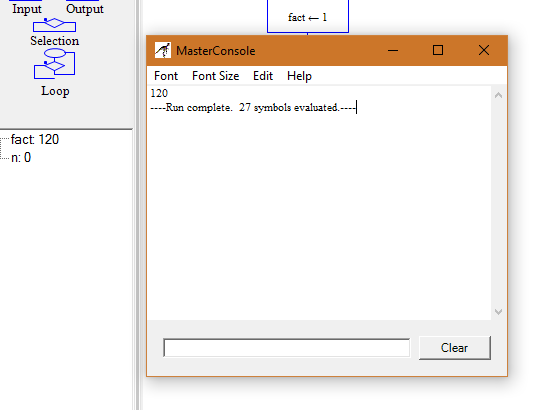 Input Output
Selection
Loop
fact: 120
n: 0
fact ← 1
MasterConsole
Font Font Size Edit Help
120
----Run complete. 27 symbols evaluated.----
Clear